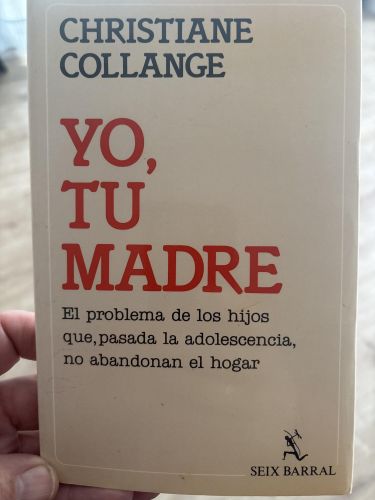 CHRISTIANE
COLLANGE
YO,
TU
MADRE
El problema de los hijos
que,pasada la adolescencia,
no abandonan el hogar
SEIX BARRAL